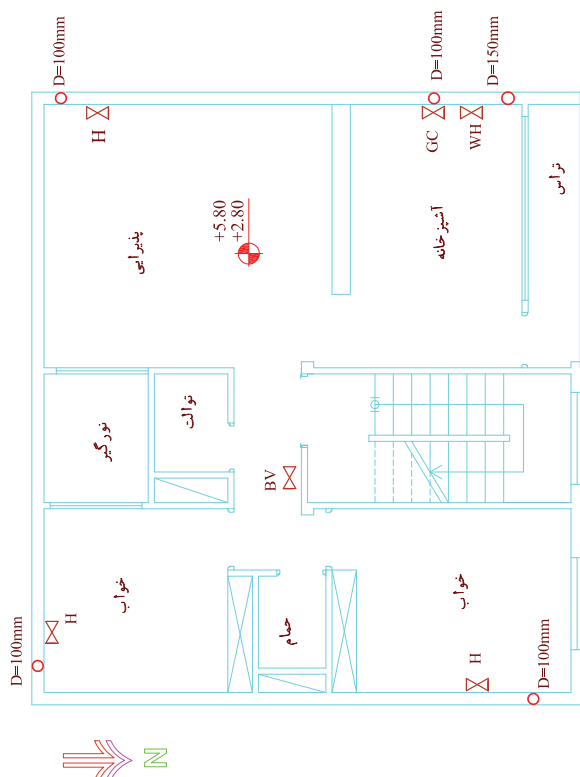 D=100mm
H
D=100mm
D=150mm
GC
WH
پذیرایی
+5.80
+2.80
آشپزخانه
تراس
نورگیر
توالت
BV
خواب
حمام
خواب
H
D=100mm
H
D=100mm
N